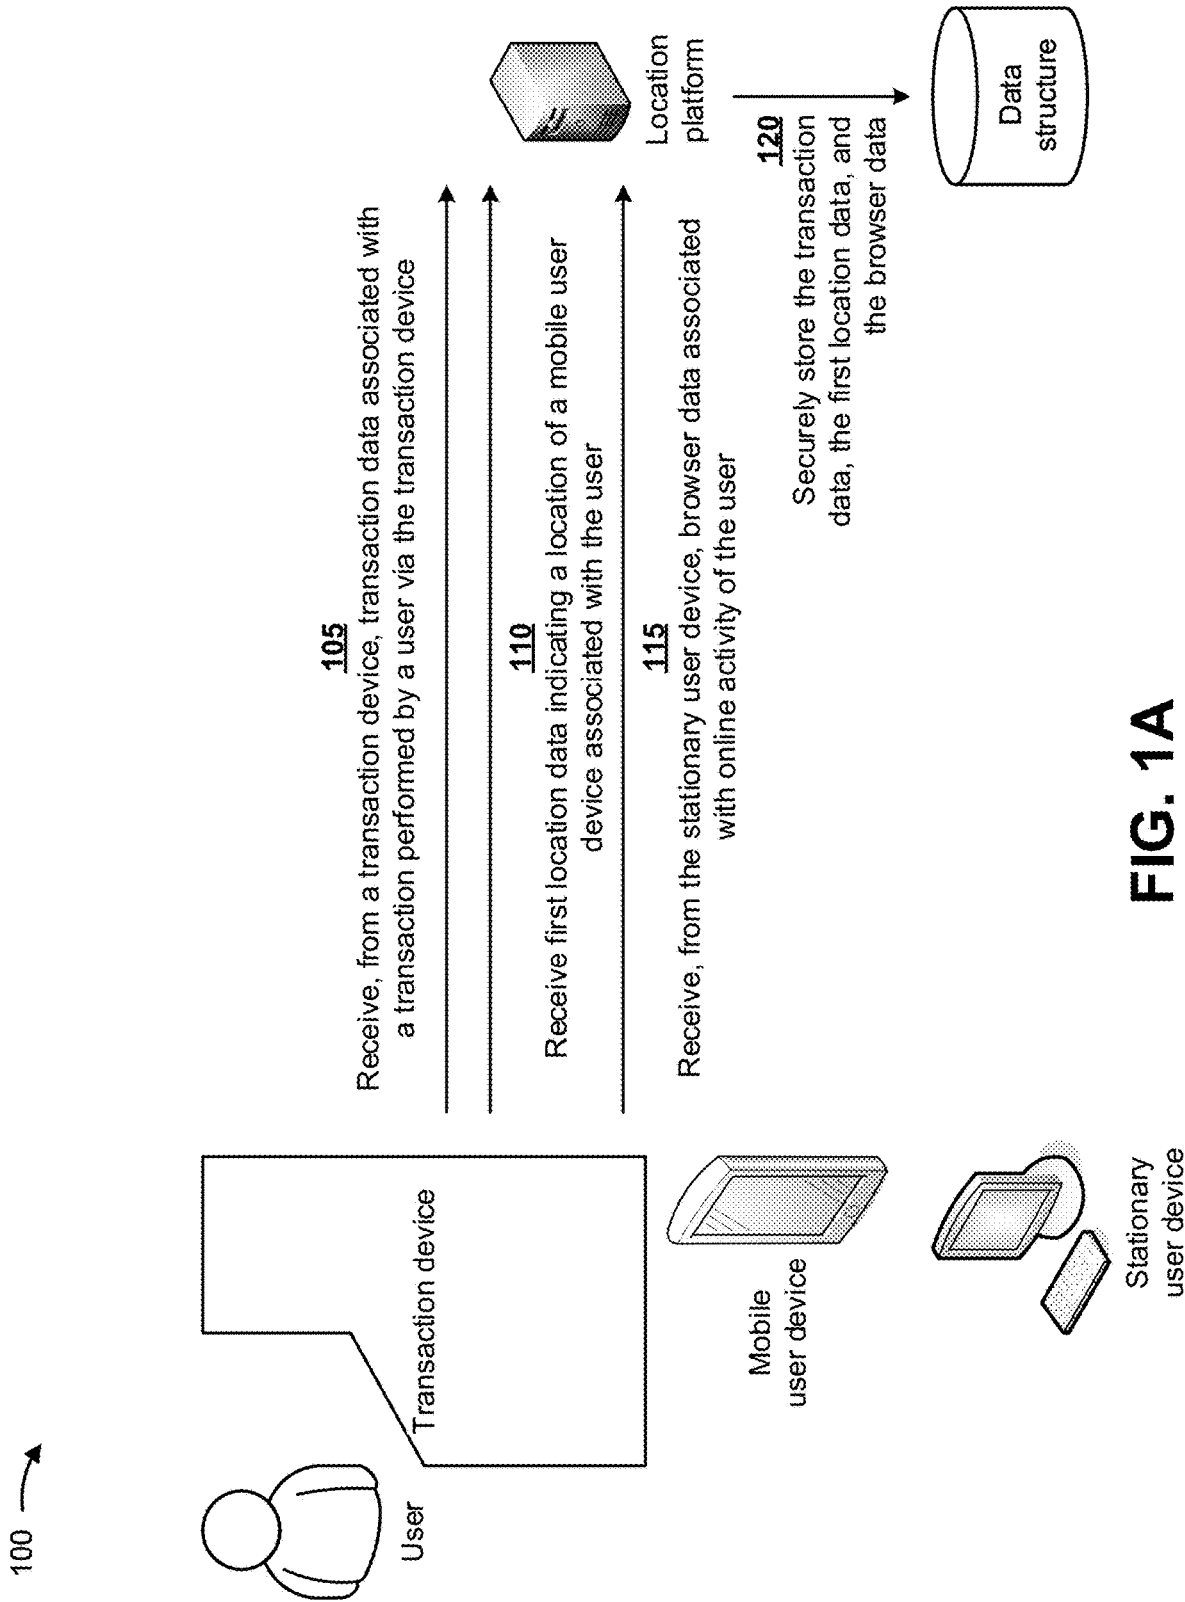 100
105
Receive, from a transaction device, transaction data associated with
a transaction performed by a user via the transaction device
110
Receive first location data indicating a location of a mobile user
device associated with the user
115
Receive, from the stationary user device, browser data associated
with online activity of the user
Location
platform
120
Securely store the transaction
data, the first location data, and
the browser data
Data
structure
User
Transaction device
Mobile
user device
Stationary
user device
FIG. 1A